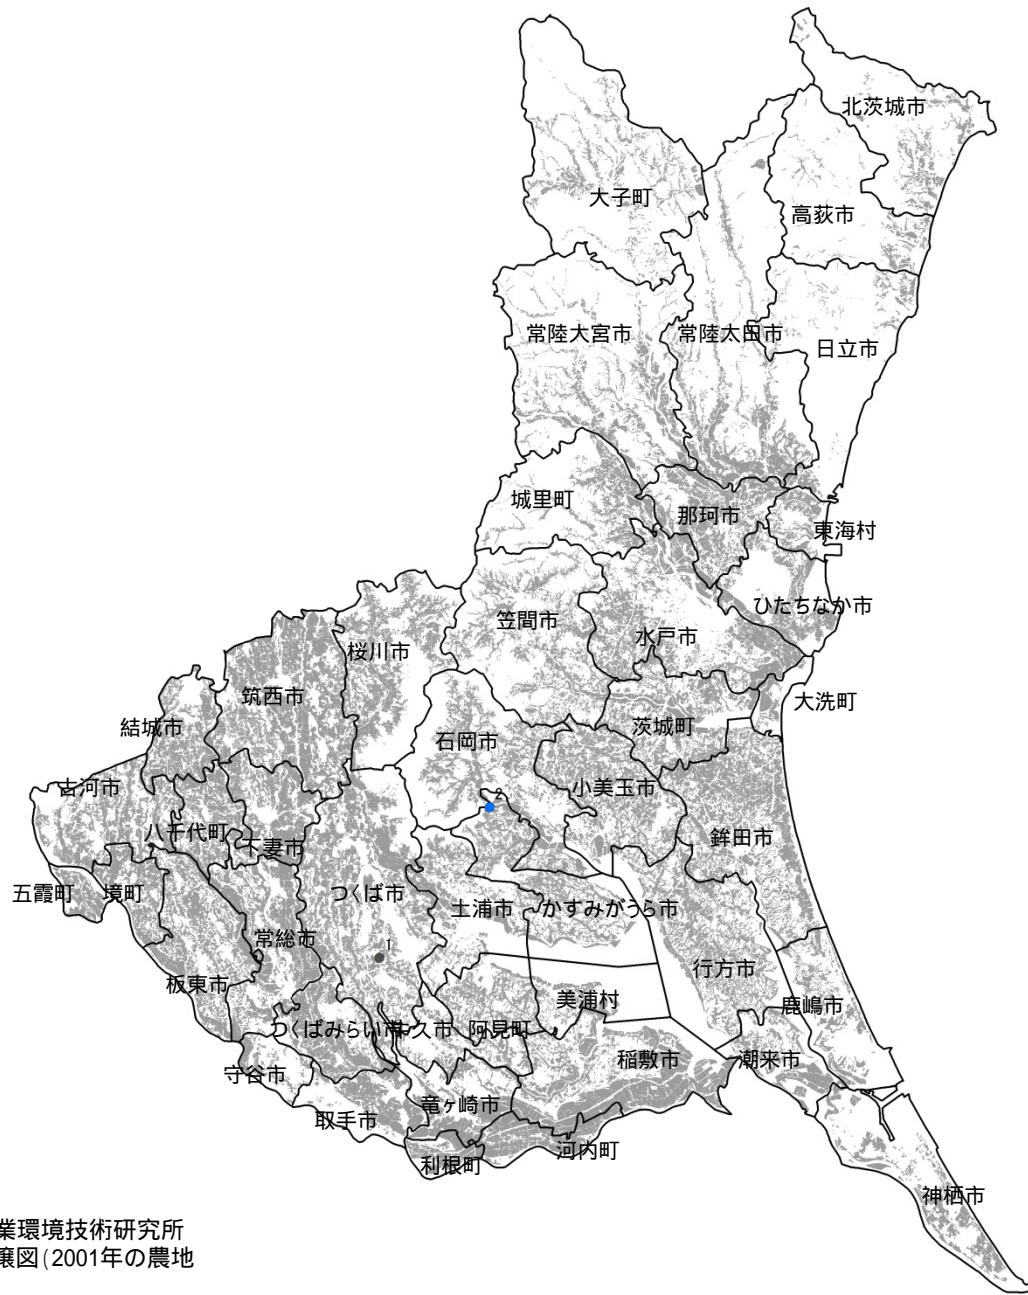 北茨城市
大子町
高萩市
常陸大宮市
常陸太田市
日立市
城里町
那珂市
東海村
ひたちなか市
笠間市
水戸市
桜川市
筑西市
大洗町
結城市
茨城町
石岡市
古河市
小美玉市
2
八千代町
下妻市
鉾田市
五霞町
境町
つくば市
土浦市
かすみがうら市
常総市
1
行方市
板東市
美浦村
鹿嶋市
つくばみらい市
牛久市
阿見町
稲敷市
潮来市
守谷市
竜ヶ崎市
取手市
河内町
利根町
神栖市
業環境技術研究所
壌図(2001年の農地